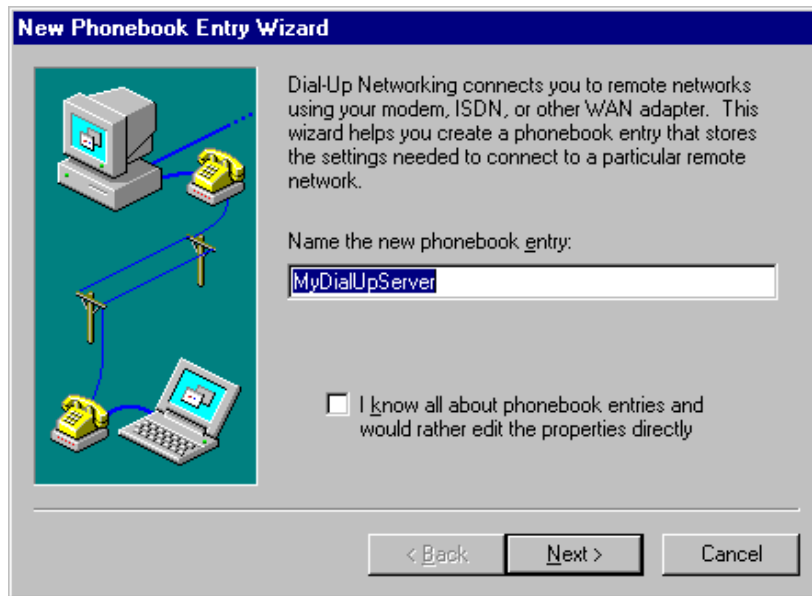 New Phonebook Entry Wizard
Dial-Up Networking connects you to remote networks
using your modem, ISDN, or other WAN adapter.  This
wizard helps you create a phonebook entry that stores
the settings needed to connect to a particular remote
network.
Name the new phonebook entry:
MyDialUpServer
I know all about phonebook entries and
would rather edit the properties directly
< Back
Next >
Cancel